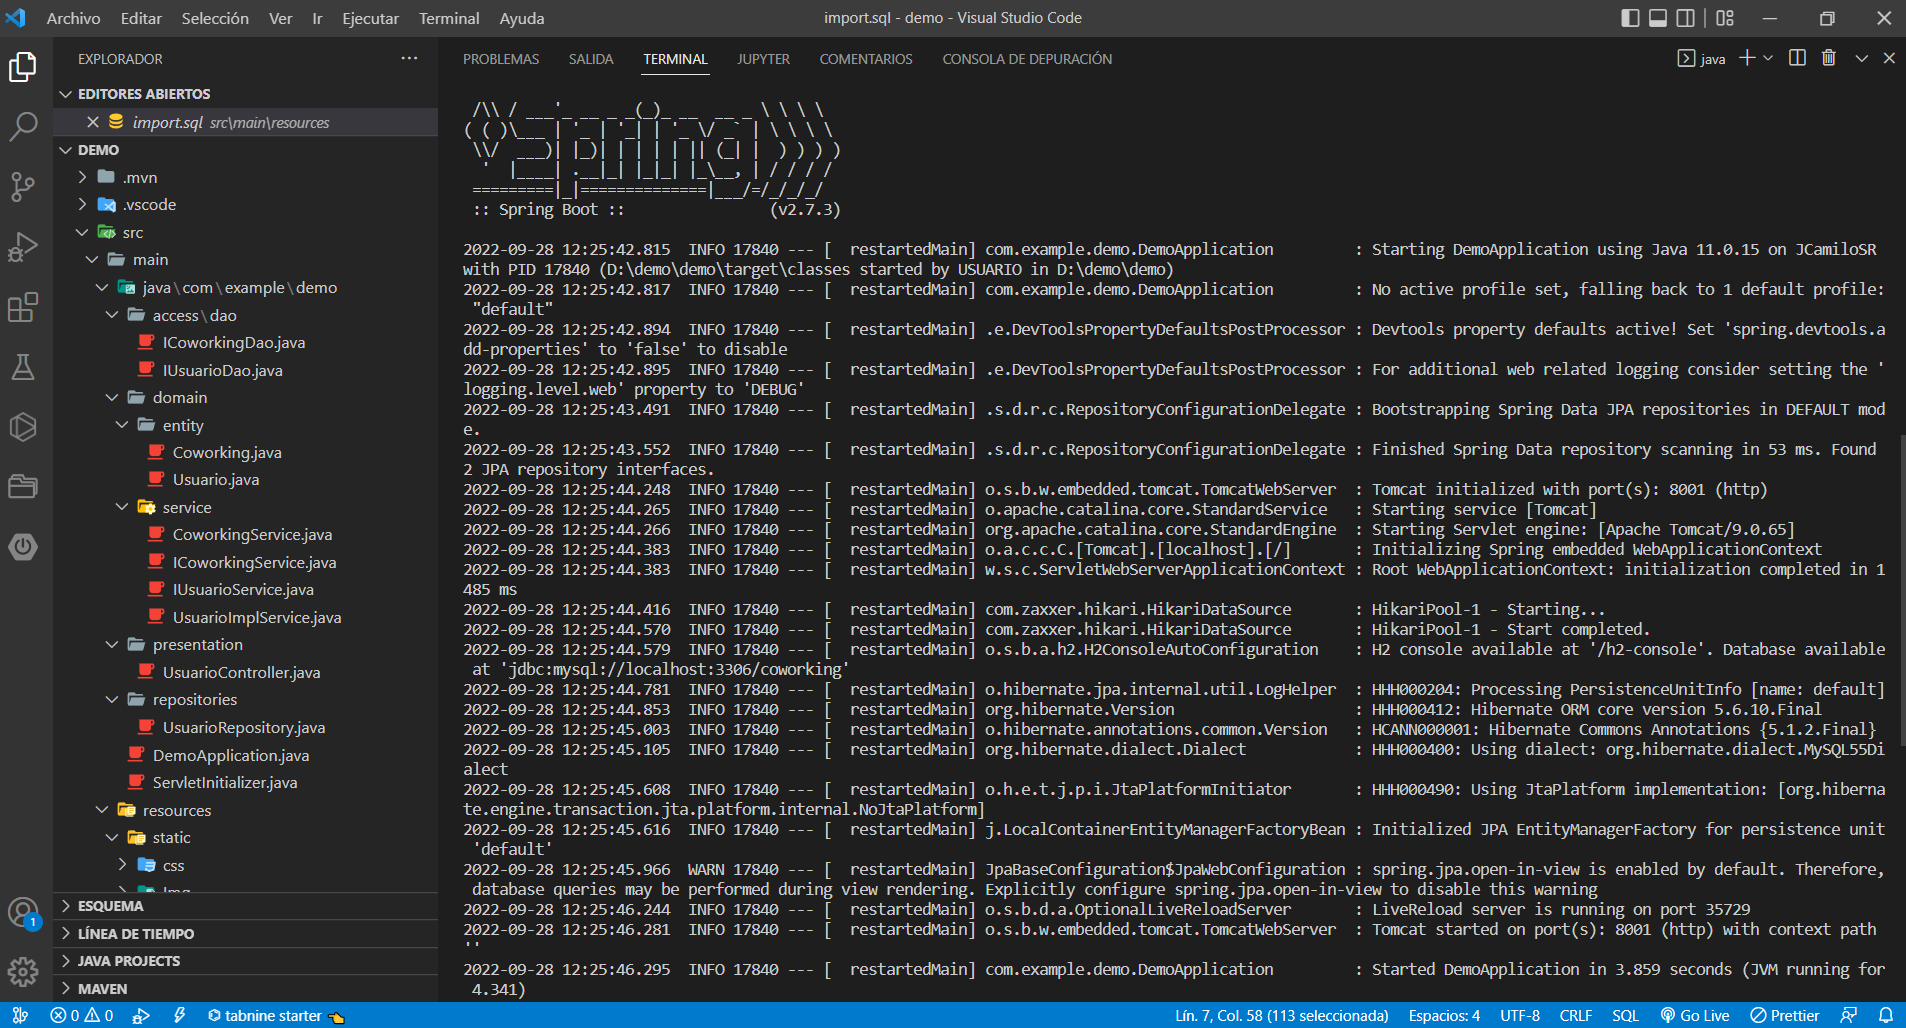 Archivo Editar Selección Ver Ir Ejecutar Terminal Ayuda
import.sql - demo - Visual Studio Code
EXPLORADOR
EDITORES ABIERTOS
import.sql src\main\resources
DEMO
.mvn
.vscode
src
main
java\com\example\demo
access\dao
ICoworkingDao.java
IUsuarioDao.java
domain
entity
Coworking.java
Usuario.java
service
CoworkingService.java
ICoworkingService.java
IUsuarioService.java
UsuarioImplService.java
presentation
UsuarioController.java
repositories
UsuarioRepository.java
DemoApplication.java
ServletInitializer.java
resources
static
css
Img
ESQUEMA
LÍNEA DE TIEMPO
JAVA PROJECTS
MAVEN
PROBLEMAS SALIDA TERMINAL JUPYTER COMENTARIOS CONSOLA DE DEPURACIÓN
java
 /\\ / ___'_ __ _ _(_)_ __  __ _ \ \ \ \
( ( )\___ | '_ | '_| | '_ \/ _` | \ \ \ \
 \\/  ___)| |_)| | | | | || (_| |  ) ) ) )
  '  |____| .__|_| |_|_| |_\__, | / / / /
 =========|_|==============|___/=/_/_/_/
 :: Spring Boot ::                (v2.7.3)
2022-09-28 12:25:42.815  INFO 17840 --- [  restartedMain] com.example.demo.DemoApplication         : Starting DemoApplication using Java 11.0.15 on JCamiloSR
with PID 17840 (D:\demo\demo\target\classes started by USUARIO in D:\demo\demo)
2022-09-28 12:25:42.817  INFO 17840 --- [  restartedMain] com.example.demo.DemoApplication         : No active profile set, falling back to 1 default profile:
 "default"
2022-09-28 12:25:42.894  INFO 17840 --- [  restartedMain] .e.DevToolsPropertyDefaultsPostProcessor : Devtools property defaults active! Set 'spring.devtools.a
dd-properties' to 'false' to disable
2022-09-28 12:25:42.895  INFO 17840 --- [  restartedMain] .e.DevToolsPropertyDefaultsPostProcessor : For additional web related logging consider setting the '
logging.level.web' property to 'DEBUG'
2022-09-28 12:25:43.491  INFO 17840 --- [  restartedMain] .s.d.r.c.RepositoryConfigurationDelegate : Bootstrapping Spring Data JPA repositories in DEFAULT mod
e.
2022-09-28 12:25:43.552  INFO 17840 --- [  restartedMain] .s.d.r.c.RepositoryConfigurationDelegate : Finished Spring Data repository scanning in 53 ms. Found
2 JPA repository interfaces.
2022-09-28 12:25:44.248  INFO 17840 --- [  restartedMain] o.s.b.w.embedded.tomcat.TomcatWebServer  : Tomcat initialized with port(s): 8001 (http)
2022-09-28 12:25:44.265  INFO 17840 --- [  restartedMain] o.apache.catalina.core.StandardService   : Starting service [Tomcat]
2022-09-28 12:25:44.266  INFO 17840 --- [  restartedMain] org.apache.catalina.core.StandardEngine  : Starting Servlet engine: [Apache Tomcat/9.0.65]
2022-09-28 12:25:44.383  INFO 17840 --- [  restartedMain] o.a.c.c.C.[Tomcat].[localhost].[/]       : Initializing Spring embedded WebApplicationContext
2022-09-28 12:25:44.383  INFO 17840 --- [  restartedMain] w.s.c.ServletWebServerApplicationContext : Root WebApplicationContext: initialization completed in 1
485 ms
2022-09-28 12:25:44.416  INFO 17840 --- [  restartedMain] com.zaxxer.hikari.HikariDataSource       : HikariPool-1 - Starting...
2022-09-28 12:25:44.570  INFO 17840 --- [  restartedMain] com.zaxxer.hikari.HikariDataSource       : HikariPool-1 - Start completed.
2022-09-28 12:25:44.579  INFO 17840 --- [  restartedMain] o.s.b.a.h2.H2ConsoleAutoConfiguration    : H2 console available at '/h2-console'. Database available
 at 'jdbc:mysql://localhost:3306/coworking'
2022-09-28 12:25:44.781  INFO 17840 --- [  restartedMain] o.hibernate.jpa.internal.util.LogHelper  : HHH000204: Processing PersistenceUnitInfo [name: default]
2022-09-28 12:25:44.853  INFO 17840 --- [  restartedMain] org.hibernate.Version                    : HHH000412: Hibernate ORM core version 5.6.10.Final
2022-09-28 12:25:45.003  INFO 17840 --- [  restartedMain] o.hibernate.annotations.common.Version   : HCANN000001: Hibernate Commons Annotations {5.1.2.Final}
2022-09-28 12:25:45.105  INFO 17840 --- [  restartedMain] org.hibernate.dialect.Dialect            : HHH000400: Using dialect: org.hibernate.dialect.MySQL55Di
alect
2022-09-28 12:25:45.608  INFO 17840 --- [  restartedMain] o.h.e.t.j.p.i.JtaPlatformInitiator       : HHH000490: Using JtaPlatform implementation: [org.hiberna
te.engine.transaction.jta.platform.internal.NoJtaPlatform]
2022-09-28 12:25:45.616  INFO 17840 --- [  restartedMain] j.LocalContainerEntityManagerFactoryBean : Initialized JPA EntityManagerFactory for persistence unit
 'default'
2022-09-28 12:25:45.966  WARN 17840 --- [  restartedMain] JpaBaseConfiguration$JpaWebConfiguration : spring.jpa.open-in-view is enabled by default. Therefore,
 database queries may be performed during view rendering. Explicitly configure spring.jpa.open-in-view to disable this warning
2022-09-28 12:25:46.244  INFO 17840 --- [  restartedMain] o.s.b.d.a.OptionalLiveReloadServer       : LiveReload server is running on port 35729
2022-09-28 12:25:46.281  INFO 17840 --- [  restartedMain] o.s.b.w.embedded.tomcat.TomcatWebServer  : Tomcat started on port(s): 8001 (http) with context path
''
2022-09-28 12:25:46.295  INFO 17840 --- [  restartedMain] com.example.demo.DemoApplication         : Started DemoApplication in 3.859 seconds (JVM running for
 4.341)
1
0 0 tabnine starter Lín. 7, Col. 58 (113 seleccionada) Espacios: 4 UTF-8 CRLF SQL Go Live Prettier